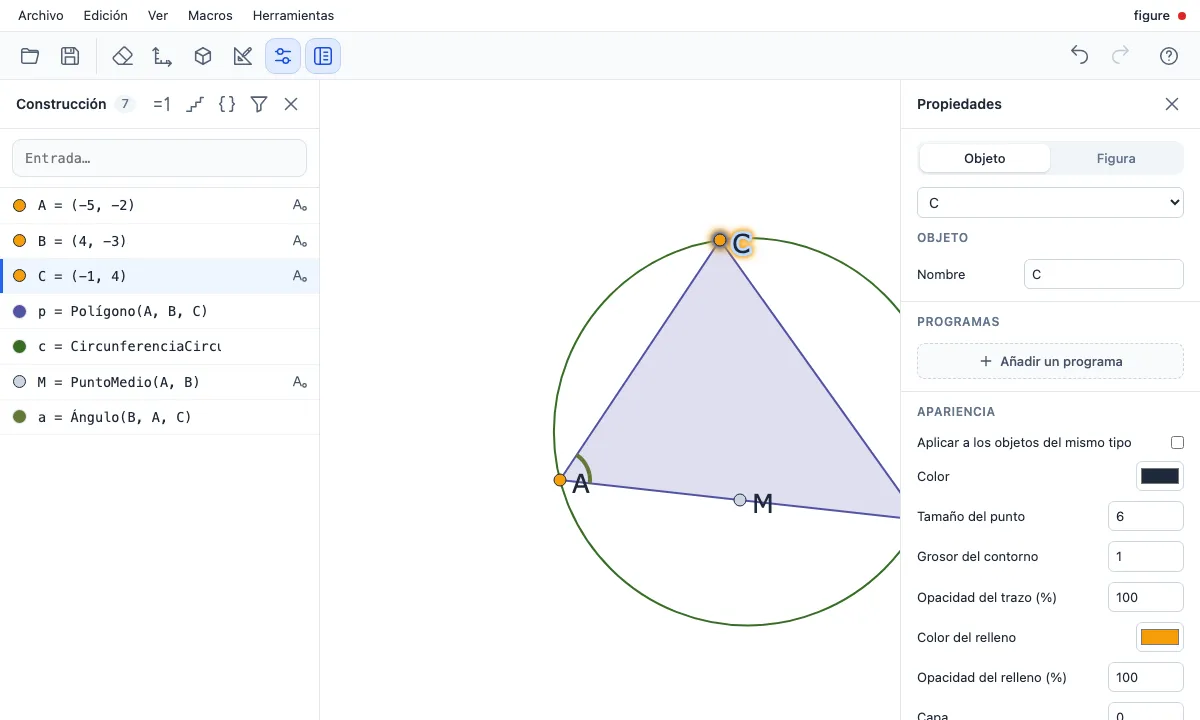 Archivo Edición Ver Macros Herramientas figure
Construcción 7 =1 {} Propiedades
Entrada…
Objeto Figura
C
A = (−5, −2)
B = (4, −3)
C = (−1, 4)
p = Polígono(A, B, C)
c = CircunferenciaCircu
M = PuntoMedio(A, B)
a = Ángulo(B, A, C)
C
A
M
OBJETO
Nombre C
PROGRAMAS
+ Añadir un programa
APARIENCIA
Aplicar a los objetos del mismo tipo
Color
Tamaño del punto 6
Grosor del contorno 1
Opacidad del trazo (%) 100
Color del relleno
Opacidad del relleno (%) 100
Capa 0